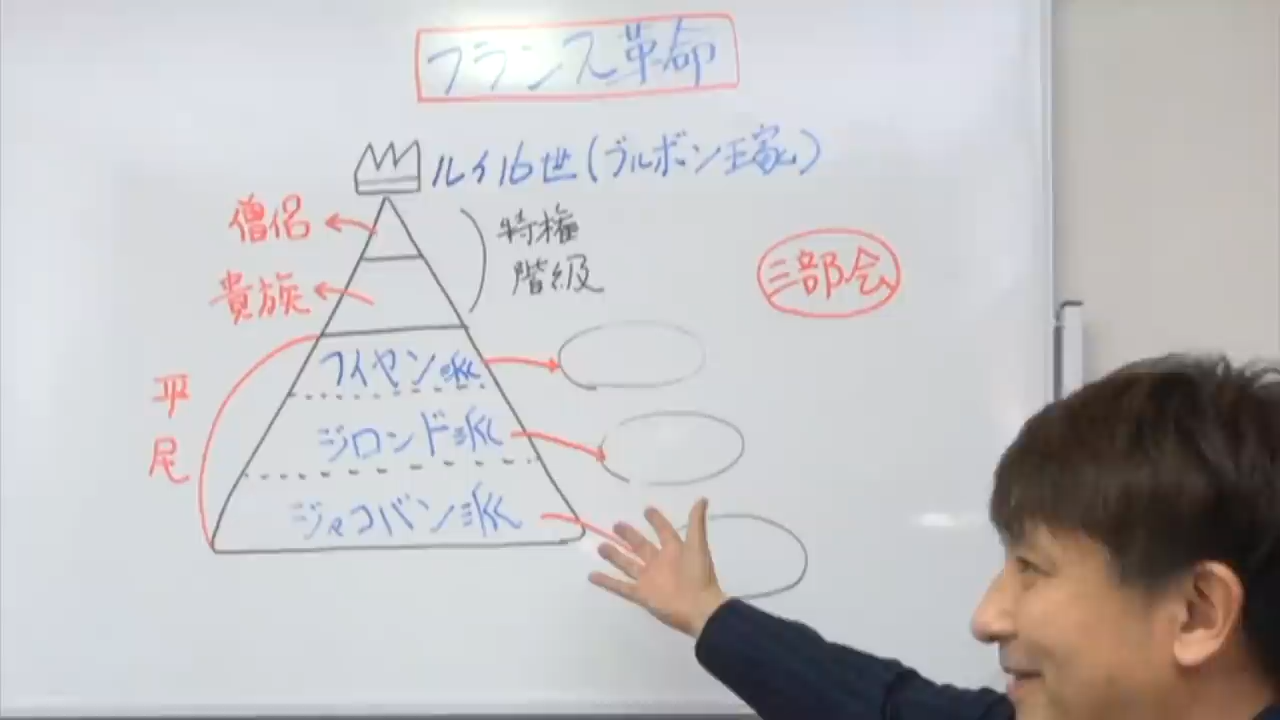 フランス革命
ルイ16世(ブルボン王家)
僧侶
特権
階級
貴族
三部会
フイヤン派
平尾
ジロンド派
ジャコバン派